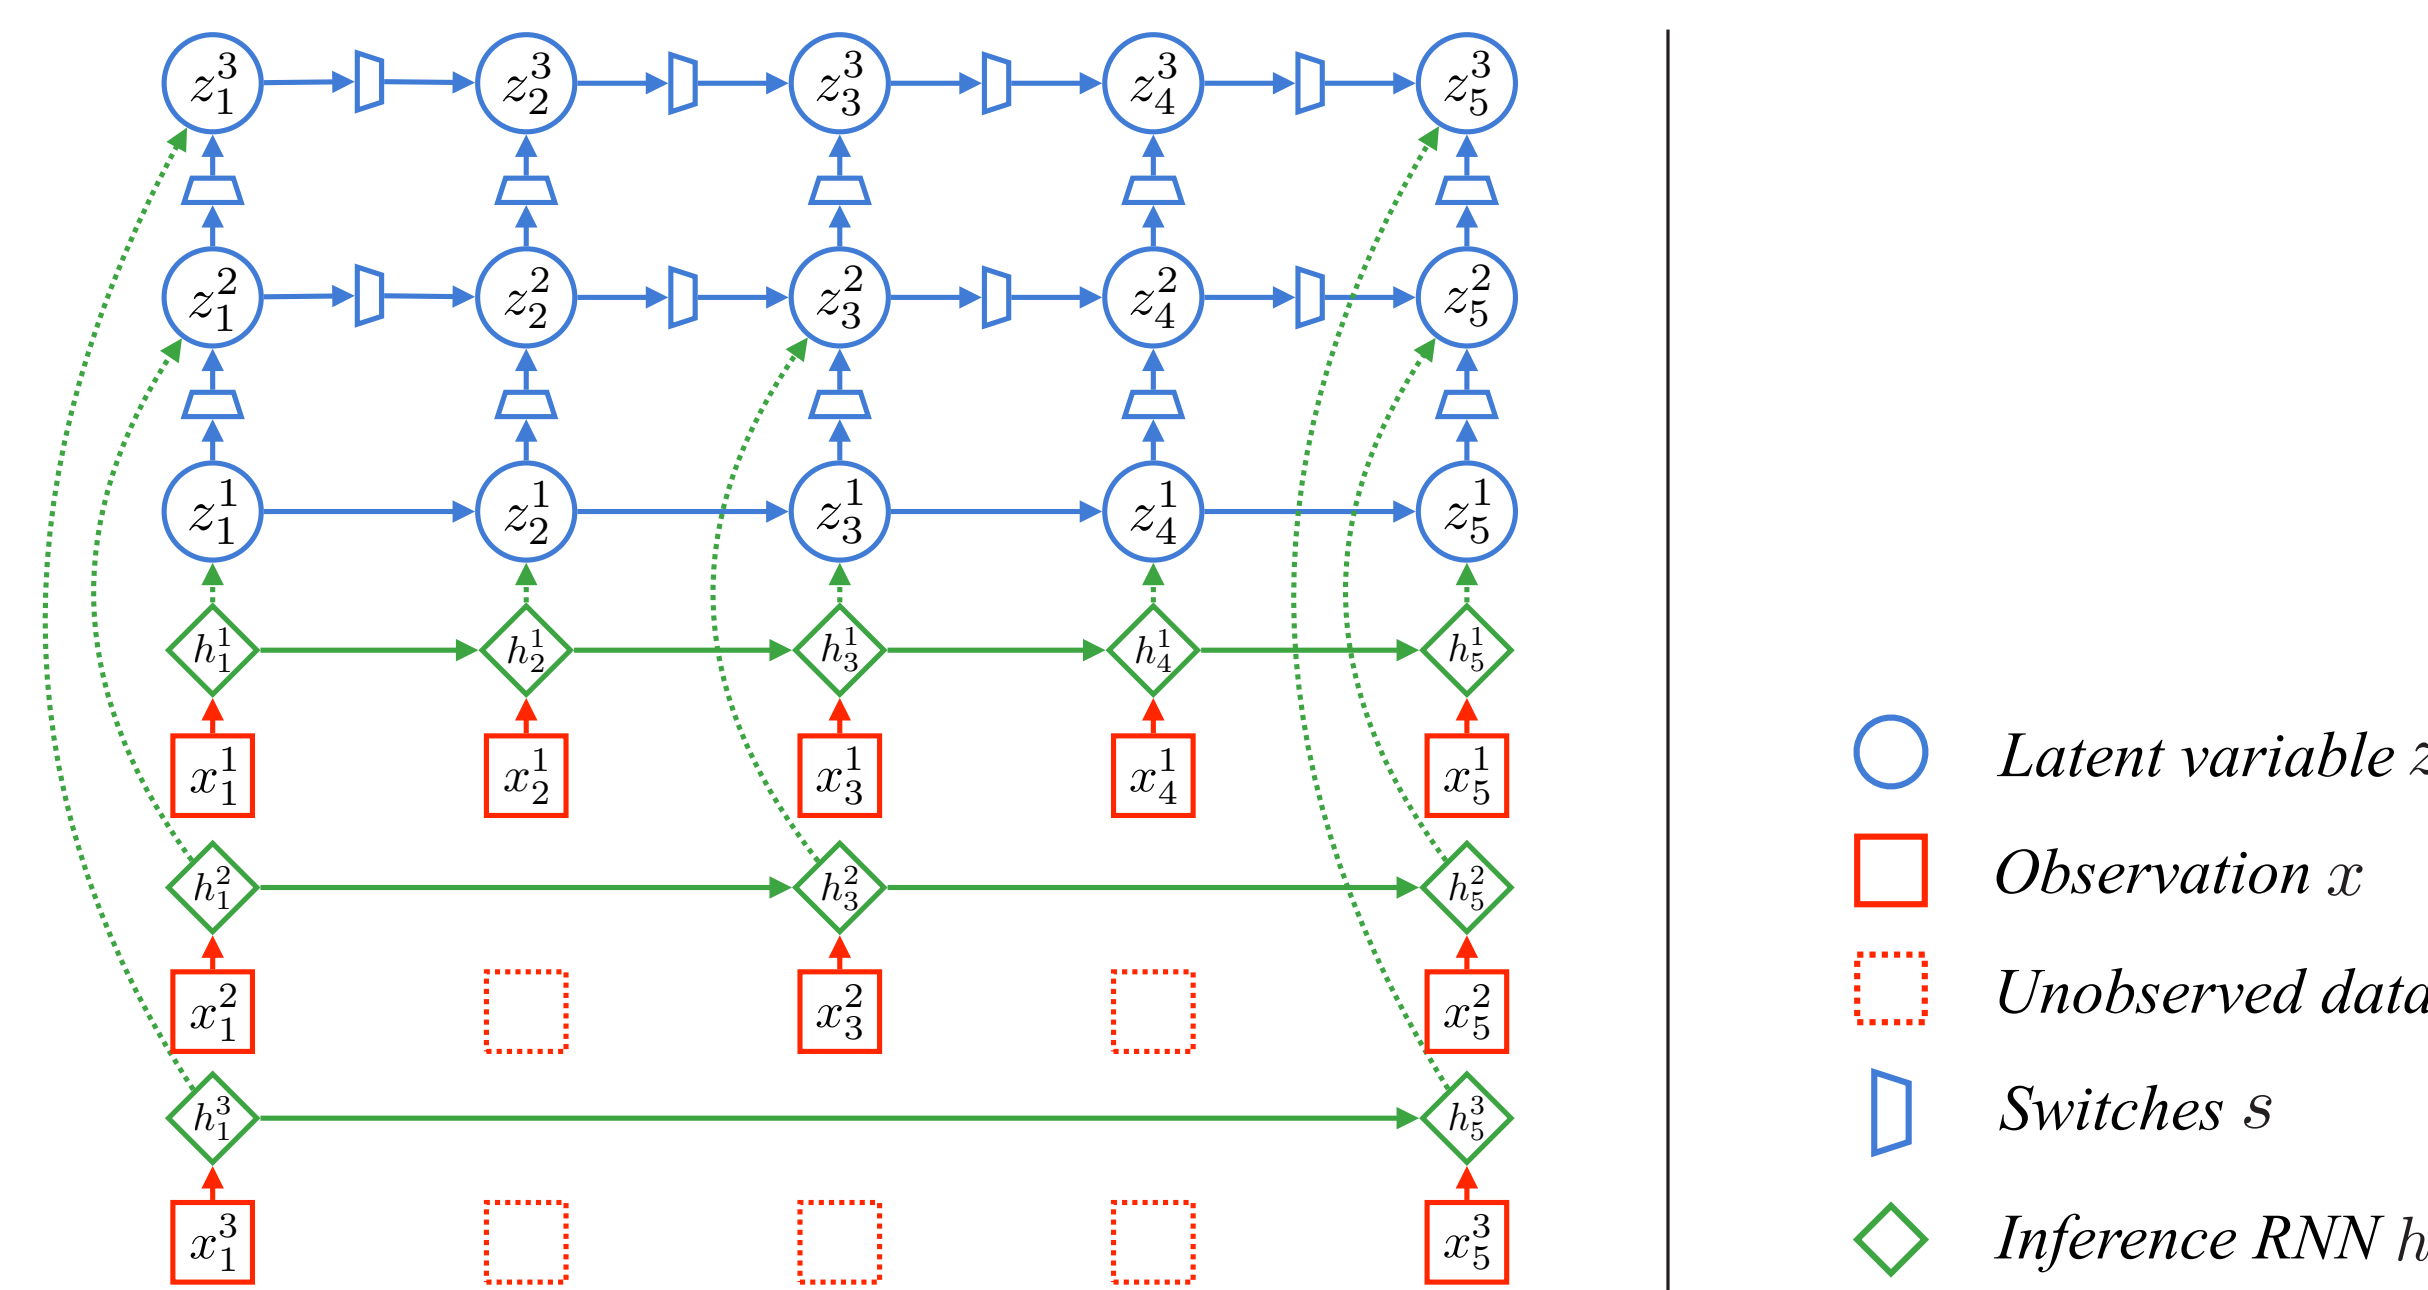 z_1^3 z_2^3 z_3^3 z_4^3 z_5^3
z_1^2 z_2^2 z_3^2 z_4^2 z_5^2
z_1^1 z_2^1 z_3^1 z_4^1 z_5^1
h_1^1 h_2^1 h_3^1 h_4^1 h_5^1
x_1^1 x_2^1 x_3^1 x_4^1 x_5^1
h_1^2 h_3^2 h_5^2
x_1^2 x_3^2 x_5^2
h_1^3 h_5^3
x_1^3 x_5^3
Latent variable z
Observation x
Unobserved data
Switches s
Inference RNN h